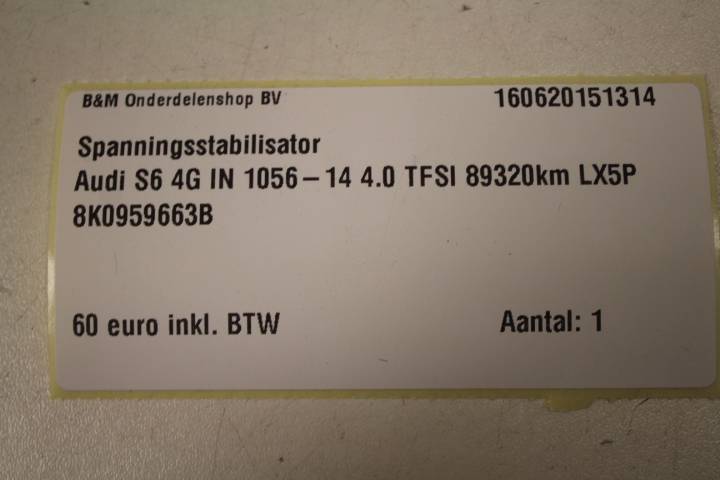 B&M Onderdelenshop BV 160620151314
Spanningsstabilisator
Audi S6 4G IN 1056-14 4.0 TFSI 89320km LX5P
8K0959663B
60 euro inkl. BTW Aantal: 1